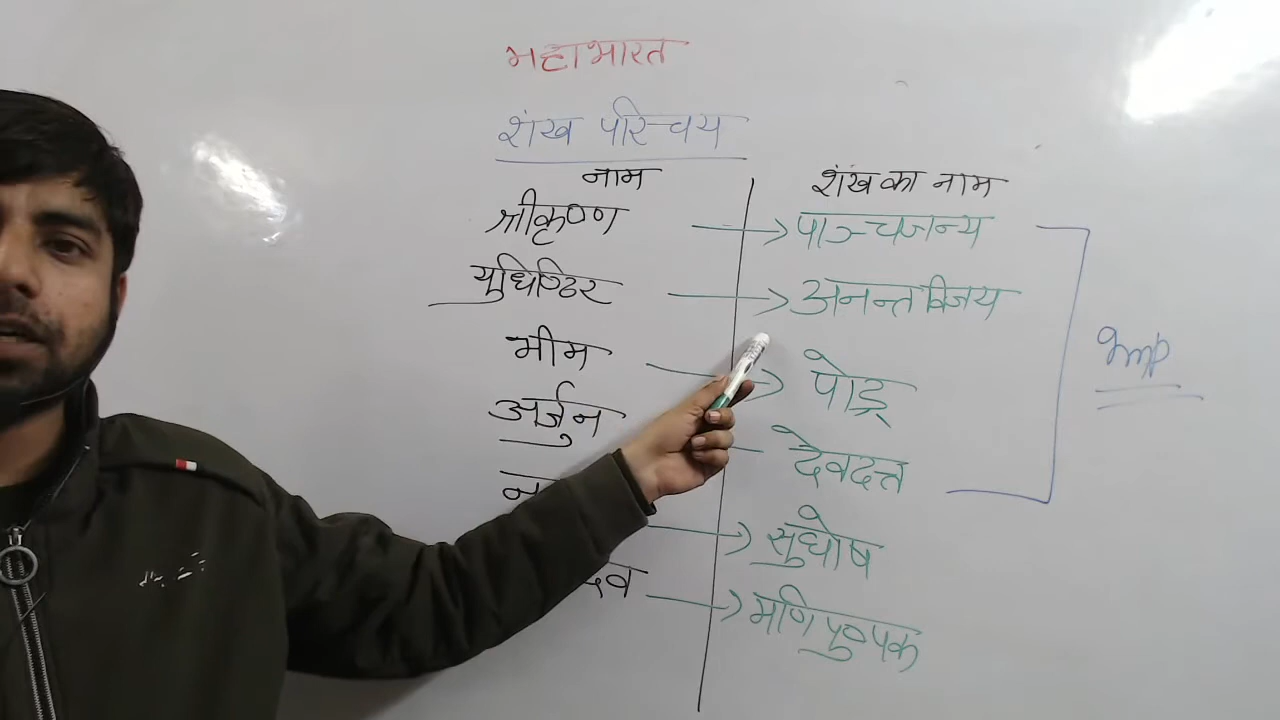 महाभारत
शंख परिचय
नाम शंख का नाम
श्रीकृष्ण पाञ्चजन्य
युधिष्ठिर अनन्तविजय
भीम पोड्र
अर्जुन देवदत्त
न सुघोष
देव मणिपुष्पक
Imp